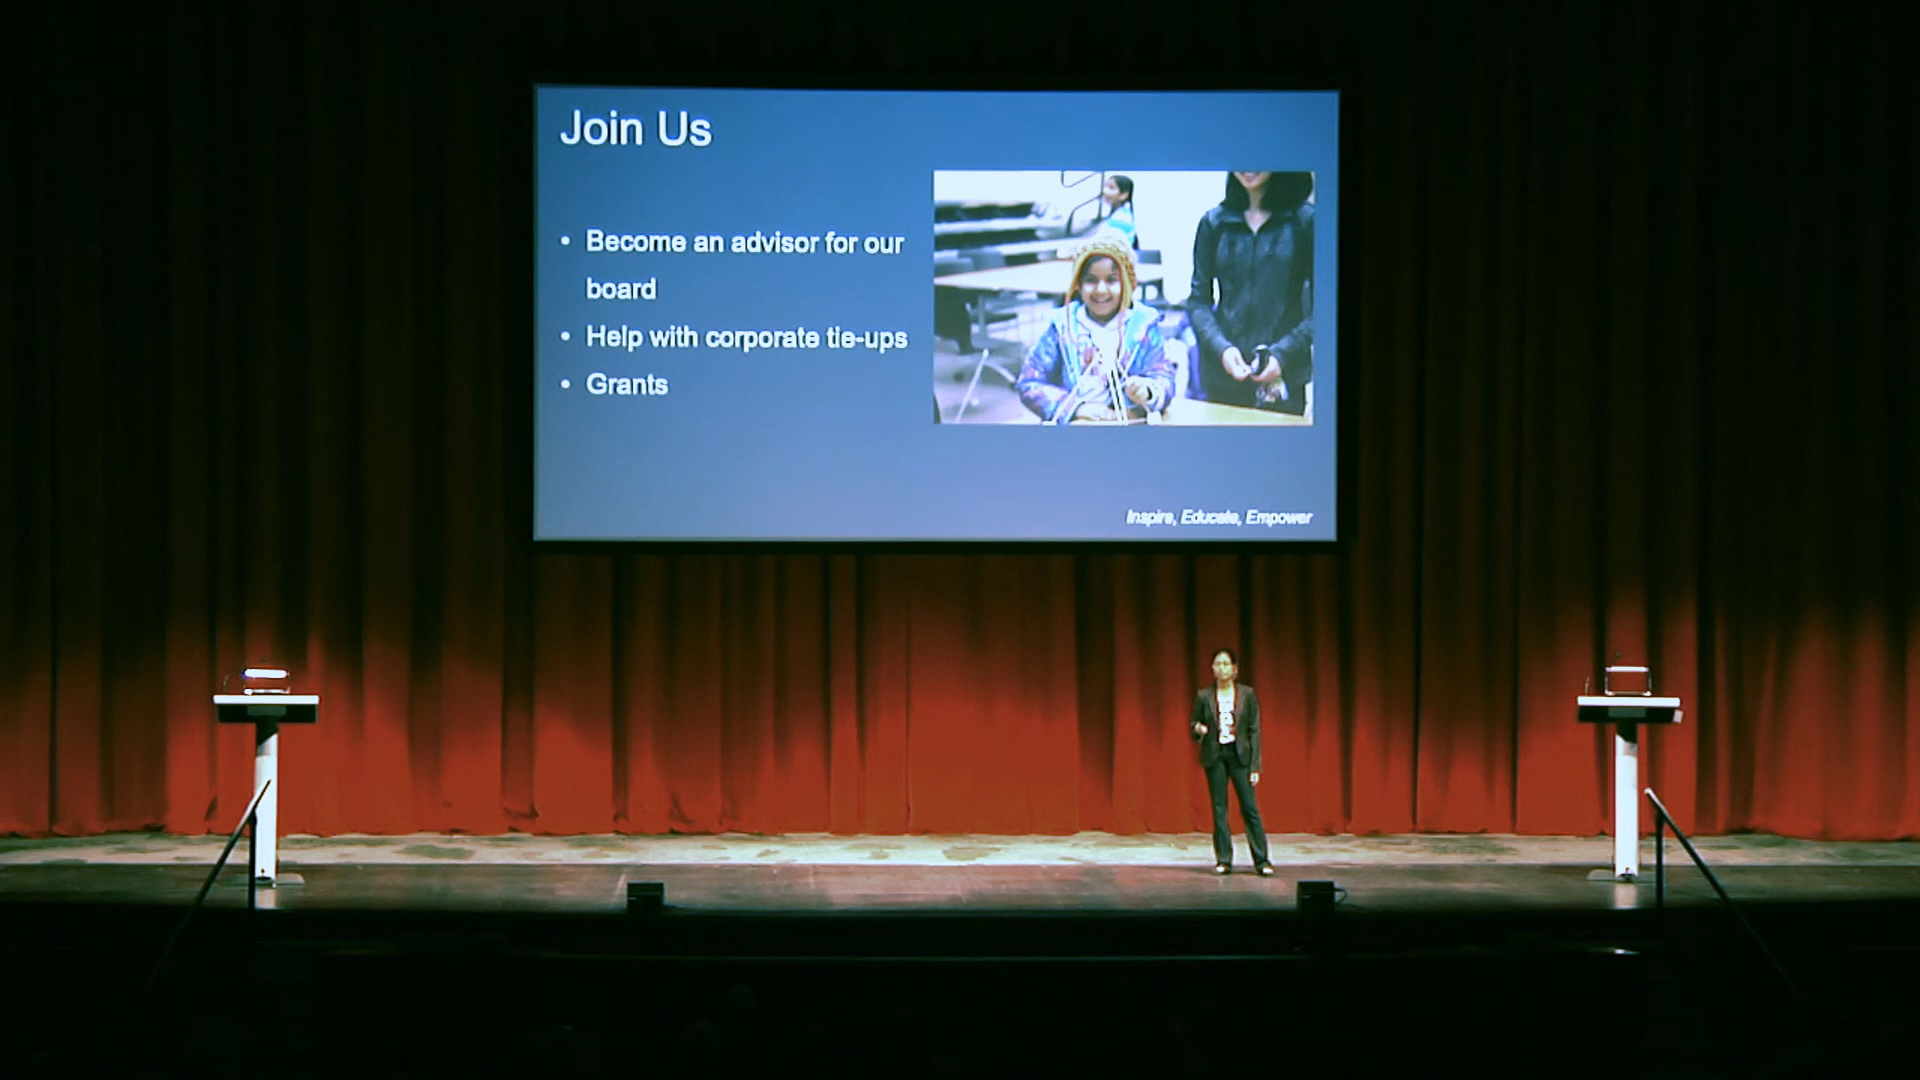 Join Us
• Become an advisor for our
board
• Help with corporate tie-ups
• Grants
Inspire, Educate, Empower